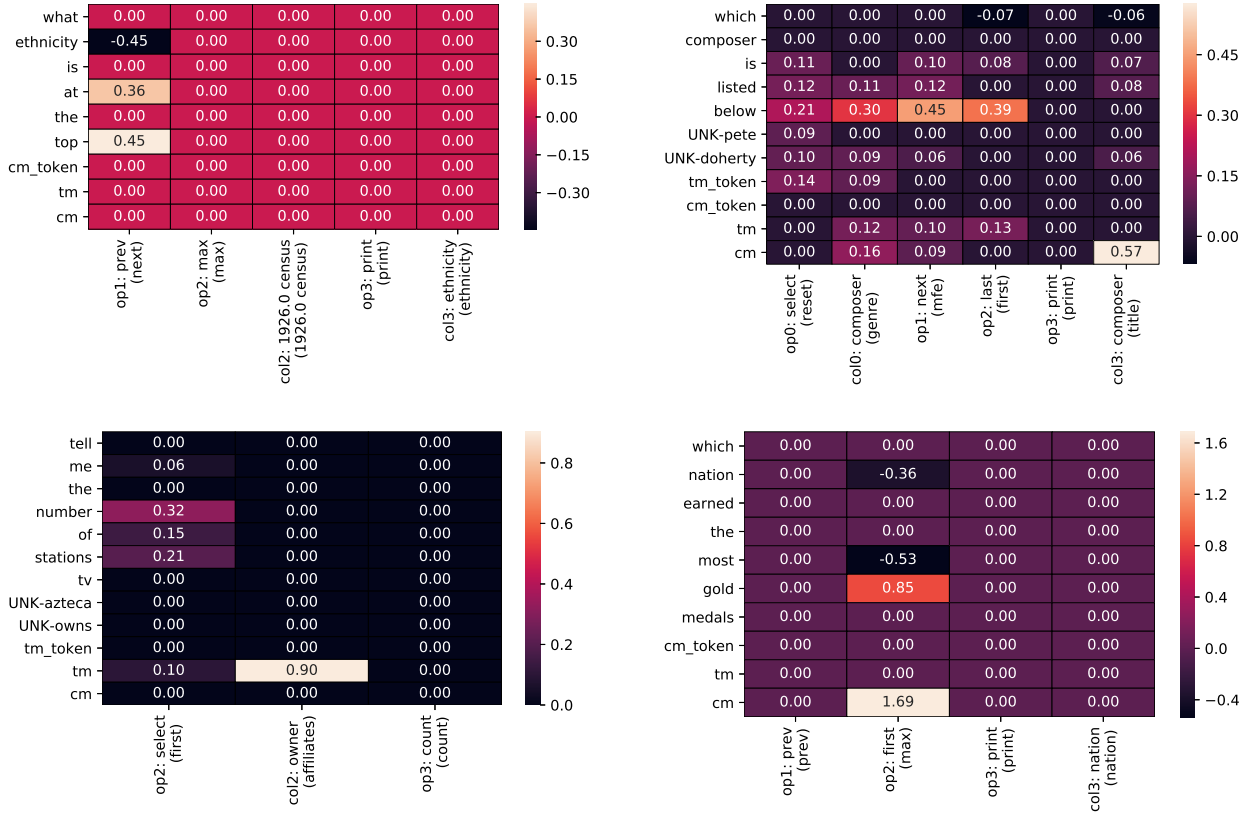 what 0.00 0.00 0.00 0.00 0.00
ethnicity -0.45 0.00 0.00 0.00 0.00
is 0.00 0.00 0.00 0.00 0.00
at 0.36 0.00 0.00 0.00 0.00
the 0.00 0.00 0.00 0.00 0.00
top 0.45 0.00 0.00 0.00 0.00
cm_token 0.00 0.00 0.00 0.00 0.00
tm 0.00 0.00 0.00 0.00 0.00
cm 0.00 0.00 0.00 0.00 0.00
op1: prev
(next)
op2: max
(max)
col2: 1926.0 census
(1926.0 census)
op3: print
(print)
col3: ethnicity
(ethnicity)
0.30
0.15
0.00
−0.15
−0.30
which 0.00 0.00 0.00 -0.07 0.00 -0.06
composer 0.00 0.00 0.00 0.00 0.00 0.00
is 0.11 0.00 0.10 0.08 0.00 0.07
listed 0.12 0.11 0.12 0.00 0.00 0.08
below 0.21 0.30 0.45 0.39 0.00 0.00
UNK-pete 0.09 0.00 0.00 0.00 0.00 0.00
UNK-doherty 0.10 0.09 0.06 0.00 0.00 0.06
tm_token 0.14 0.09 0.00 0.00 0.00 0.00
cm_token 0.00 0.00 0.00 0.00 0.00 0.00
tm 0.00 0.12 0.10 0.13 0.00 0.00
cm 0.00 0.16 0.09 0.00 0.00 0.57
op0: select
(reset)
col0: composer
(genre)
op1: next
(mfe)
op2: last
(first)
op3: print
(print)
col3: composer
(title)
0.45
0.30
0.15
0.00
tell 0.00 0.00 0.00
me 0.06 0.00 0.00
the 0.00 0.00 0.00
number 0.32 0.00 0.00
of 0.15 0.00 0.00
stations 0.21 0.00 0.00
tv 0.00 0.00 0.00
UNK-azteca 0.00 0.00 0.00
UNK-owns 0.00 0.00 0.00
tm_token 0.00 0.00 0.00
tm 0.10 0.90 0.00
cm 0.00 0.00 0.00
op2: select
(first)
col2: owner
(affiliates)
op3: count
(count)
0.8
0.6
0.4
0.2
0.0
which 0.00 0.00 0.00 0.00
nation 0.00 -0.36 0.00 0.00
earned 0.00 0.00 0.00 0.00
the 0.00 0.00 0.00 0.00
most 0.00 -0.53 0.00 0.00
gold 0.00 0.85 0.00 0.00
medals 0.00 0.00 0.00 0.00
cm_token 0.00 0.00 0.00 0.00
tm 0.00 0.00 0.00 0.00
cm 0.00 1.69 0.00 0.00
op1: prev
(prev)
op2: first
(max)
op3: print
(print)
col3: nation
(nation)
1.6
1.2
0.8
0.4
0.0
−0.4